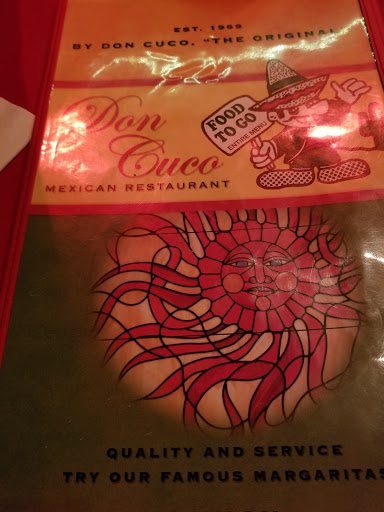 EST. 1969
BY DON CUCO. "THE ORIGINAL
Don
Cuco
MEXICAN RESTAURANT
FOOD
TO GO
ENTIRE MENU
QUALITY AND SERVICE
TRY OUR FAMOUS MARGARITAS